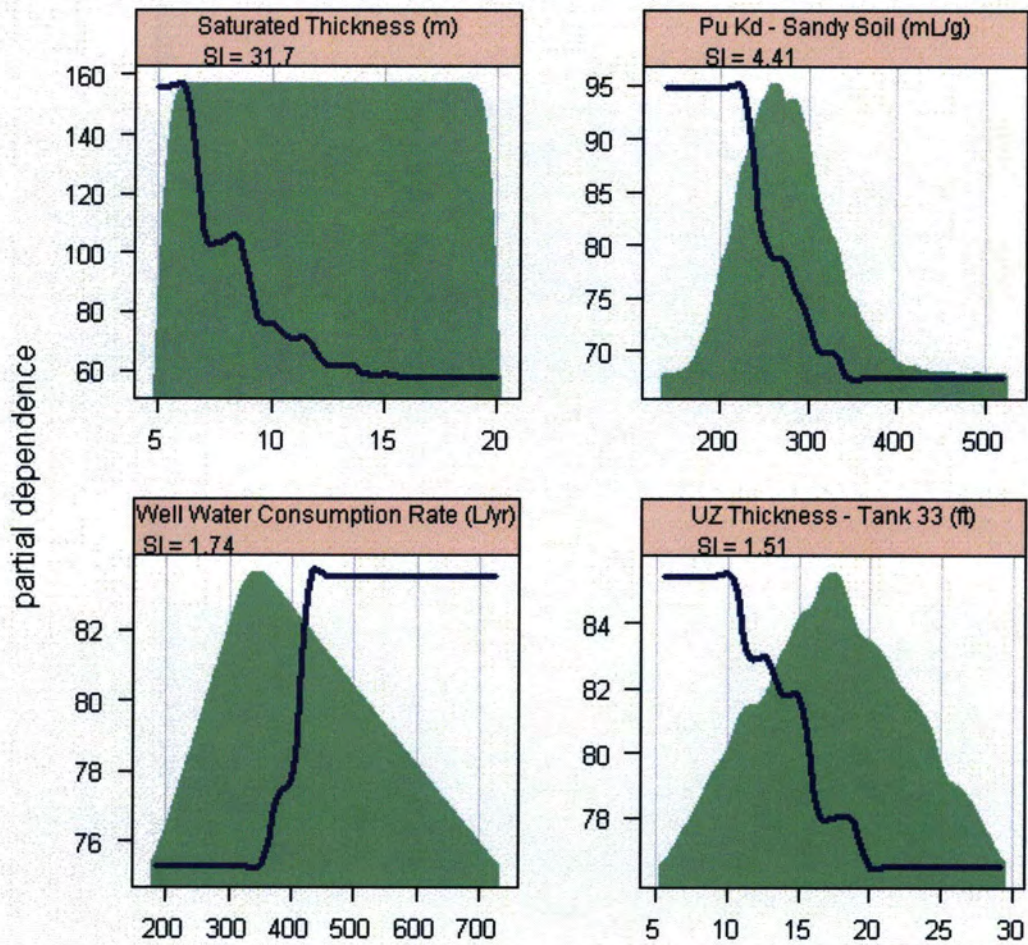 Saturated Thickness (m)
SI = 31.7
Pu Kd - Sandy Soil (mL/g)
SI = 4.41
160
140
120
100
80
60
5 10 15 20
95
90
85
80
75
70
200 300 400 500
partial dependence
Well Water Consumption Rate (L/yr)
SI = 1.74
UZ Thickness - Tank 33 (ft)
SI = 1.51
82
80
78
76
200 300 400 500 600 700
84
82
80
78
5 10 15 20 25 30